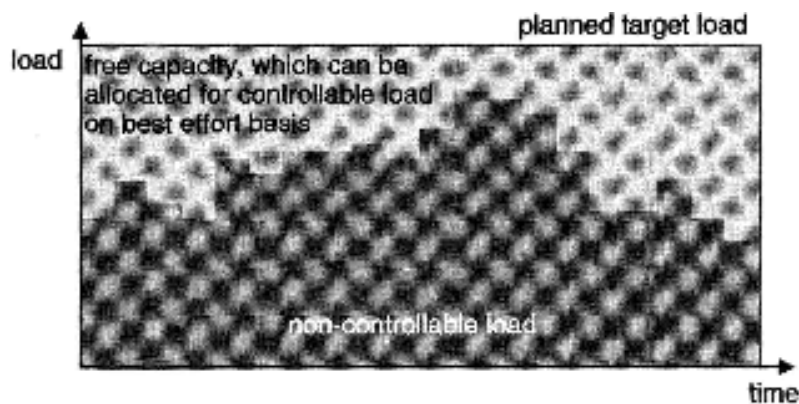 planned target load
load
free capacity, which can be
allocated for controllable load
on best effort basis
non-controllable load
time